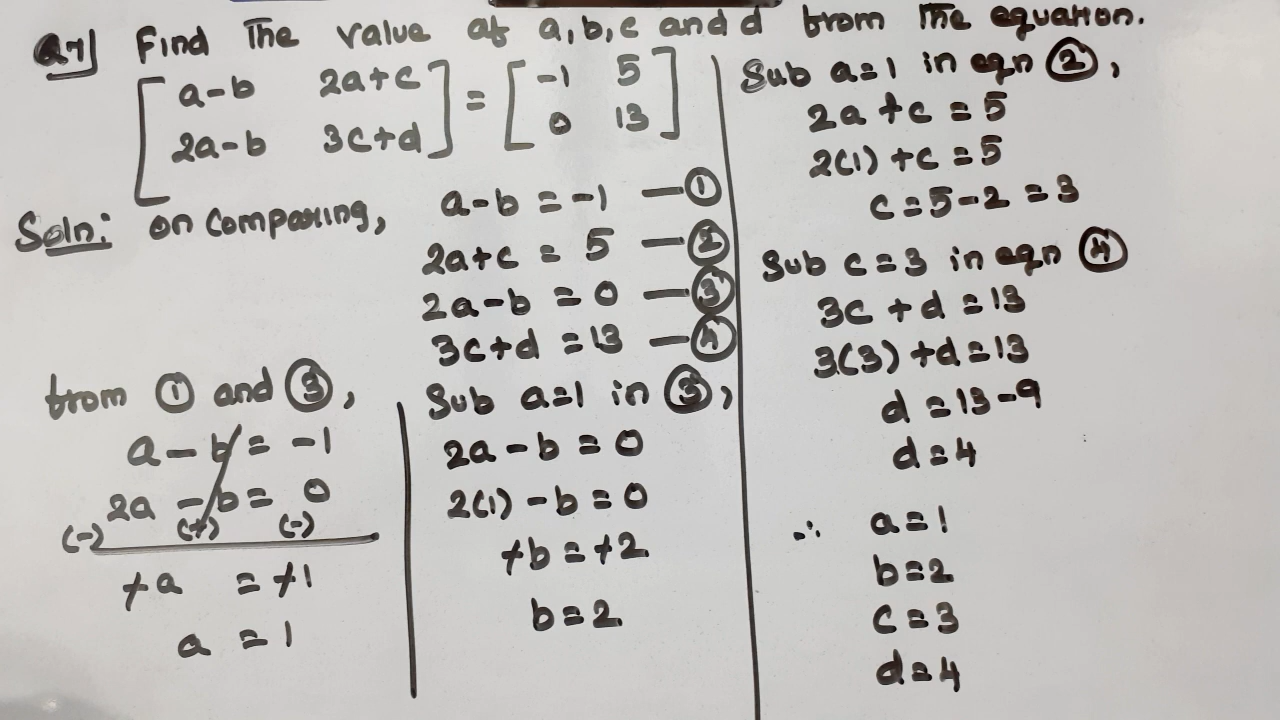 Q7] Find The value of a,b,c and d from The equation.
[a-b 2a+c] = [-1 5]
[2a-b 3c+d] [0 13]
Soln: on comparing,
a-b = -1 — ①
2a+c = 5 — ②
2a-b = 0 — ③
3c+d = 13 — ④
from ① and ③,
a - b = -1
2a - b = 0
(-) (+) (-)
-a = -1
a = 1
Sub a=1 in ③,
2a - b = 0
2(1) - b = 0
-b = -2
b = 2
Sub a=1 in eqn ②,
2a + c = 5
2(1) + c = 5
c = 5-2 = 3
Sub c=3 in eqn ④
3c + d = 13
3(3) + d = 13
d = 13-9
d = 4
∴ a=1
b=2
c=3
d=4